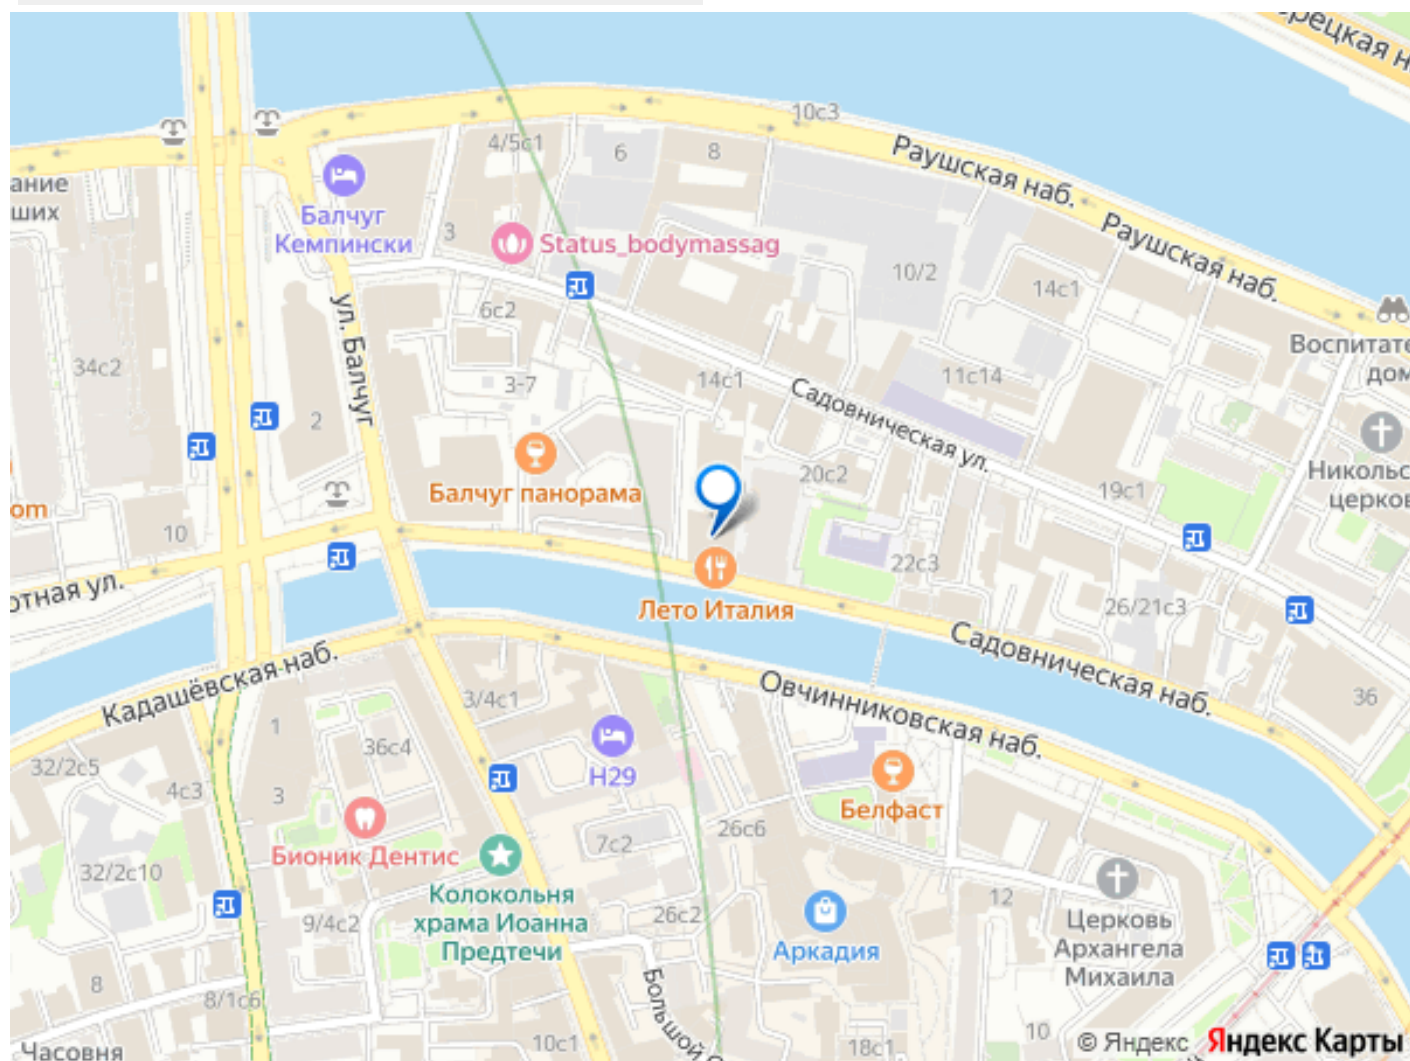 рецкая н
10с3
Раушская наб.
4/5с1
6
8
ание
ших
Балчуг
Кемпински
3
Status_bodymassag
Раушская наб.
10/2
14с1
6с2
ул. Балчуг
Воспитате
дом
34с2
3-7
14с1
11с14
Садовническая ул.
2
Никольс
церков
Балчуг панорама
20с2
19с1
om
10
22с3
отная ул.
Лето Италия
26/21с3
Садовническая наб.
Кадашёвская наб.
3/4с1
Овчинниковская наб.
36
1
36с4
32/2с5
Н29
4с3
3
Белфаст
26с6
7с2
Бионик Дентис
32/2с10
Колокольня
храма Иоанна
Предтечи
9/4с2
26с2
12
Церковь
Архангела
Михаила
Аркадия
8
8/1с6
Большой
10с1
18с1
10
Часовня
© Яндекс Яндекс Карты